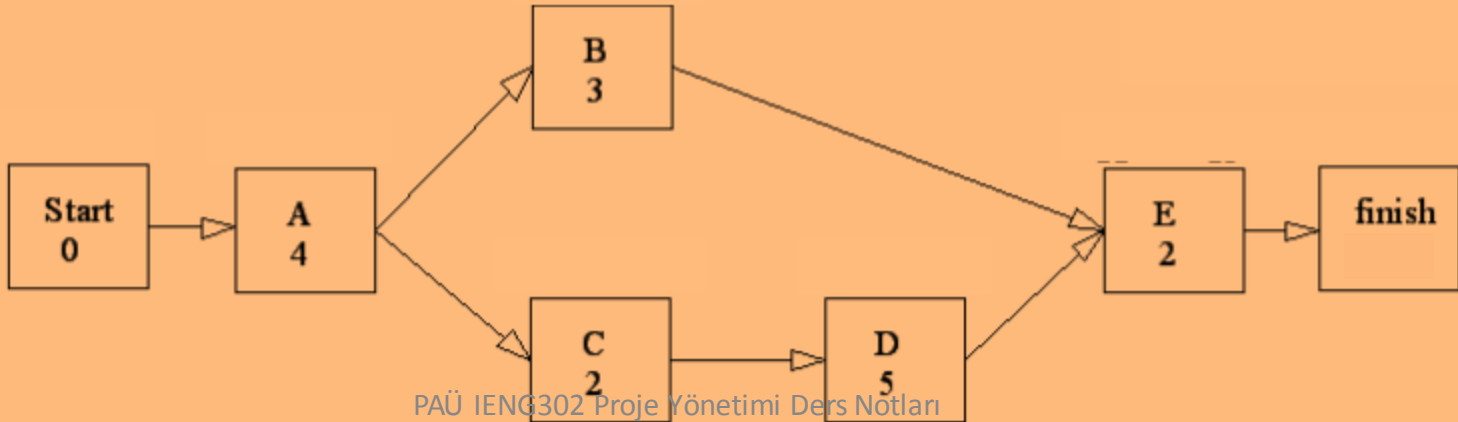 B
3
Start
0
A
4
E
2
finish
C
2
D
5
PAÜ IENG302 Proje Yönetimi Ders Notları